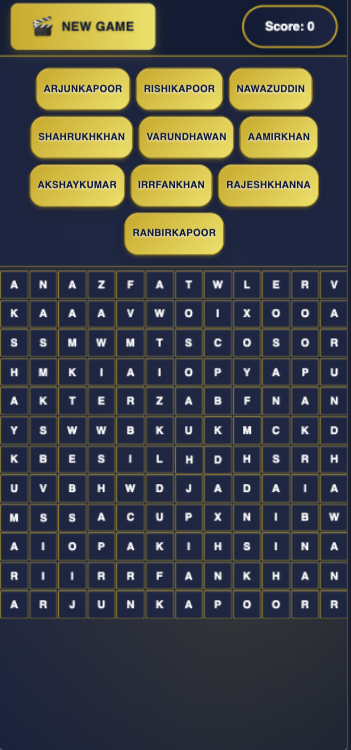 🎬 NEW GAME Score: 0
ARJUNKAPOOR RISHIKAPOOR NAWAZUDDIN
SHAHRUKHKHAN VARUNDHAWAN AAMIRKHAN
AKSHAYKUMAR IRRFANKHAN RAJESHKHANNA
RANBIRKAPOOR
A N A Z F A T W L E R V
K A A A V W O I X O O A
S S M W M T S C O S O R
H M K I A I O P Y A P U
A K T E R Z A B F N A N
Y S W W B K U K M C K D
K B E S I L H D H S R H
U V B H W D J A D A I A
M S S A C U P X N I B W
A I O P A K I H S I N A
R I I R R F A N K H A N
A R J U N K A P O O R R